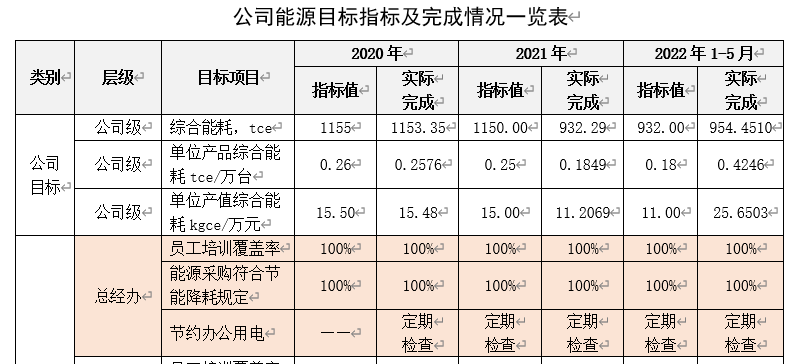 公司能源目标指标及完成情况一览表
类别 层级 目标项目 2020 年 2021 年 2022 年 1-5 月
指标值 实际完成 指标值 实际完成 指标值 实际完成
公司目标
公司级 综合能耗，tce 1155 1153.35 1150.00 932.29 932.00 954.4510
公司级 单位产品综合能耗 tce/万台 0.26 0.2576 0.25 0.1849 0.18 0.4246
公司级 单位产值综合能耗 kgce/万元 15.50 15.48 15.00 11.2069 11.00 25.6503
总经办
员工培训覆盖率 100% 100% 100% 100% 100% 100%
能源采购符合节能降耗规定 100% 100% 100% 100% 100% 100%
节约办公用电 —— 定期检查 定期检查 定期检查 定期检查 定期检查